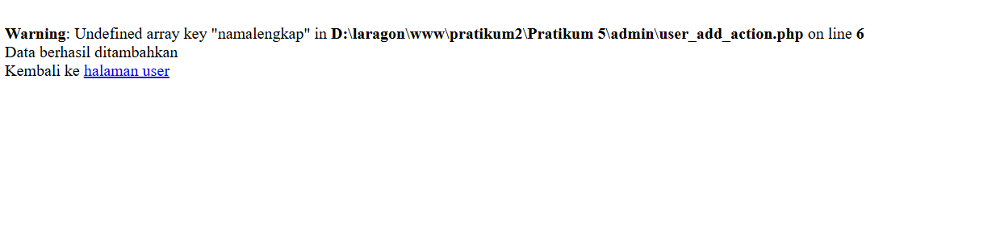 Warning: Undefined array key "namalengkap" in D:\laragon\www\pratikum2\Pratikum 5\admin\user_add_action.php on line 6
Data berhasil ditambahkan
Kembali ke halaman user